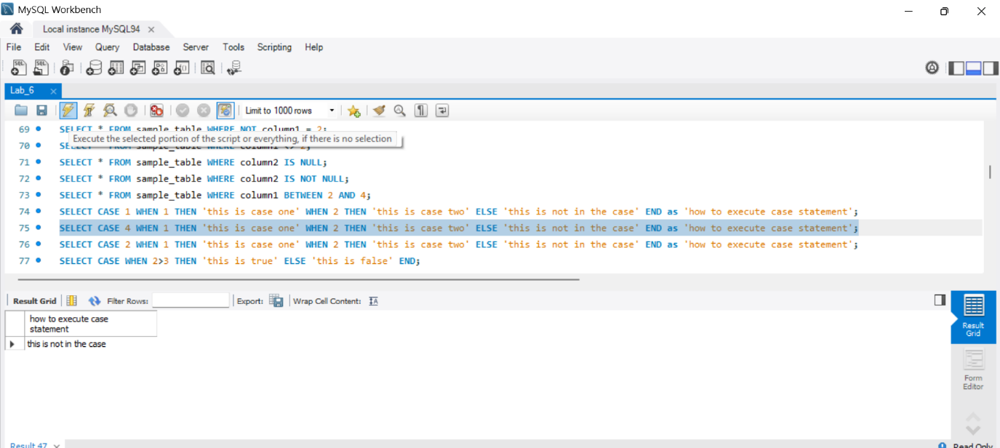 MySQL Workbench
Local instance MySQL94
File Edit View Query Database Server Tools Scripting Help
Lab_6
Limit to 1000 rows
69 SELECT * FROM sample_table WHERE NOT column1 = 2;
Execute the selected portion of the script or everything, if there is no selection
70
71 SELECT * FROM sample_table WHERE column2 IS NULL;
72 SELECT * FROM sample_table WHERE column2 IS NOT NULL;
73 SELECT * FROM sample_table WHERE column1 BETWEEN 2 AND 4;
74 SELECT CASE 1 WHEN 1 THEN 'this is case one' WHEN 2 THEN 'this is case two' ELSE 'this is not in the case' END as 'how to execute case statement';
75 SELECT CASE 4 WHEN 1 THEN 'this is case one' WHEN 2 THEN 'this is case two' ELSE 'this is not in the case' END as 'how to execute case statement';
76 SELECT CASE 2 WHEN 1 THEN 'this is case one' WHEN 2 THEN 'this is case two' ELSE 'this is not in the case' END as 'how to execute case statement';
77 SELECT CASE WHEN 2>3 THEN 'this is true' ELSE 'this is false' END;
Result Grid Filter Rows: Export: Wrap Cell Content:
how to execute case
statement
this is not in the case
Result
Grid
Form
Editor
Result 47
Read Only